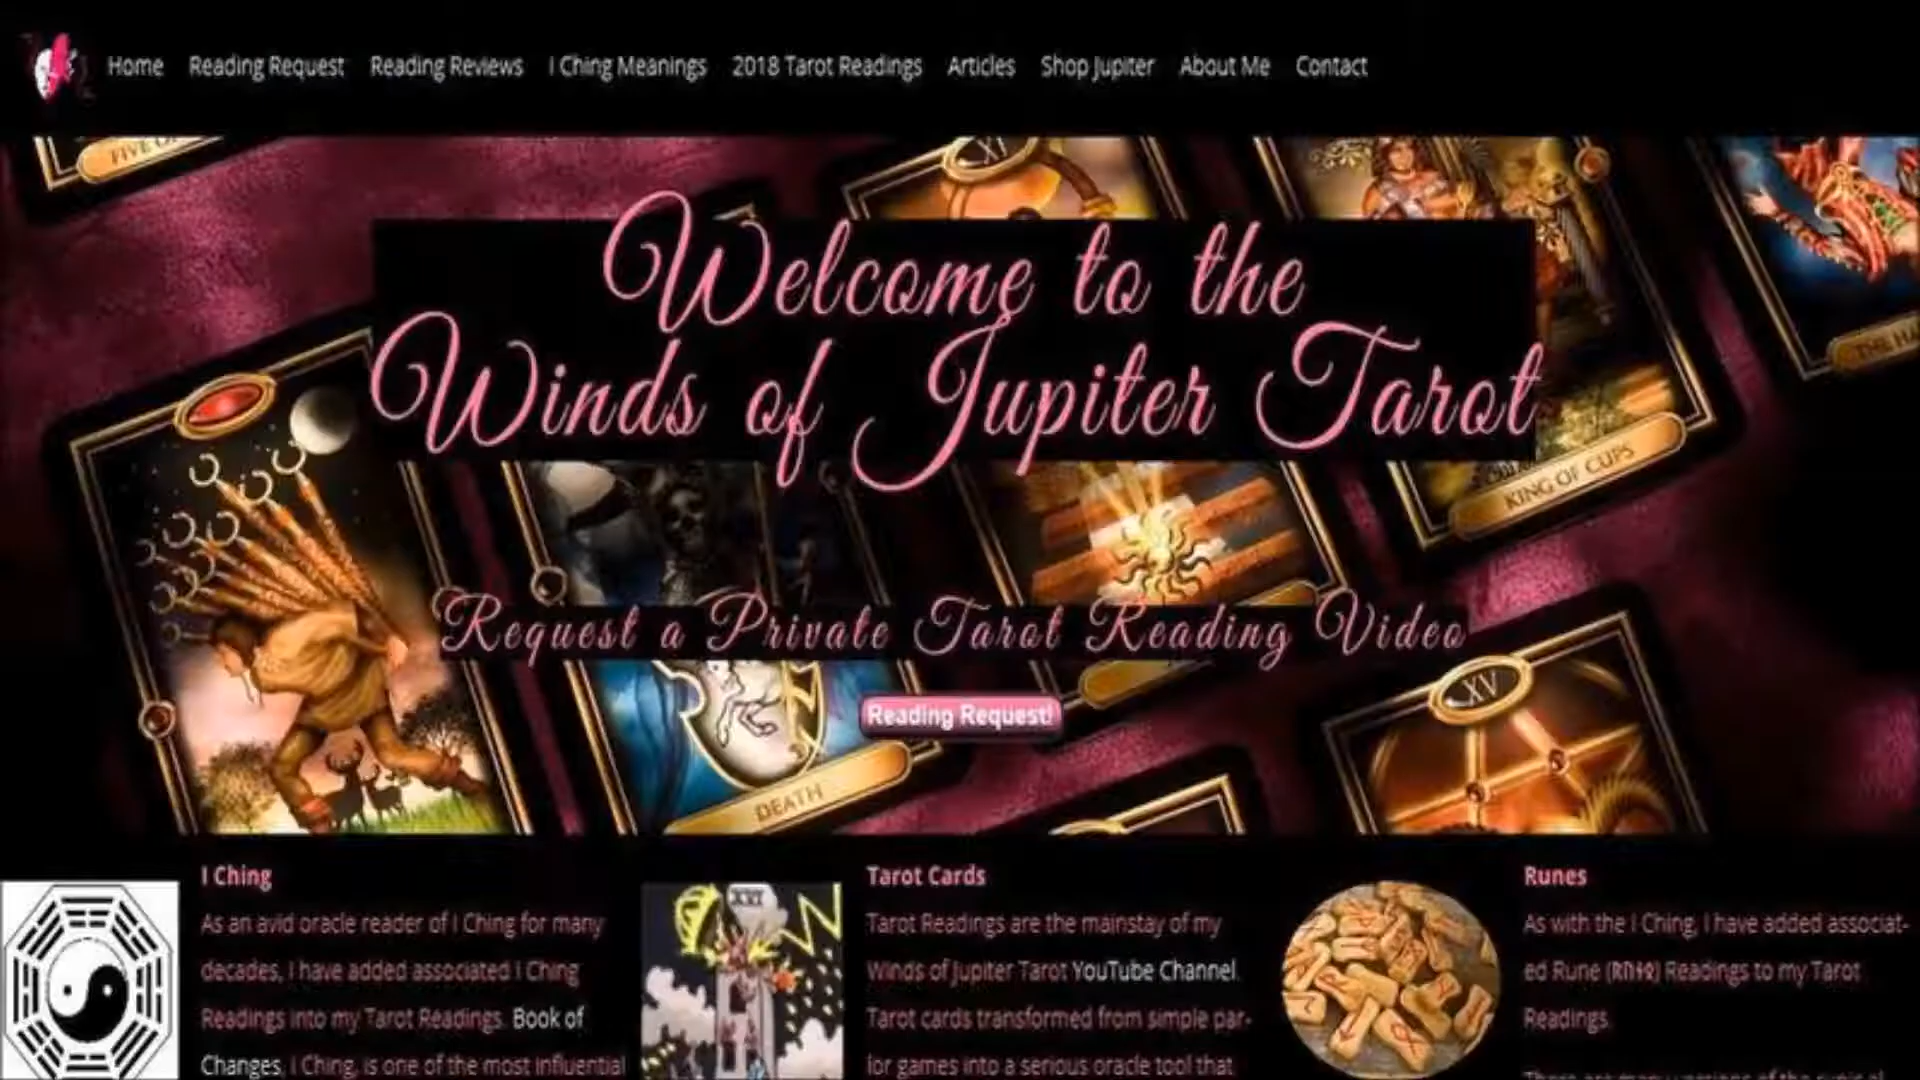 Home Reading Request Reading Reviews I Ching Meanings 2018 Tarot Readings Articles Shop Jupiter About Me Contact
FIVE O
XI
Welcome to the
Winds of Jupiter Tarot
KING OF CUPS
Request a Private Tarot Reading Video
XV
Reading Request!
DEATH
I Ching
As an avid oracle reader of I Ching for many
decades, I have added associated I Ching
Readings into my Tarot Readings. Book of
Changes, I Ching, is one of the most influential
XVI
Tarot Cards
Tarot Readings are the mainstay of my
Winds of Jupiter Tarot YouTube Channel.
Tarot cards transformed from simple par-
lor games into a serious oracle tool that
Runes
As with the I Ching, I have added associat-
ed Rune Readings to my Tarot
Readings.